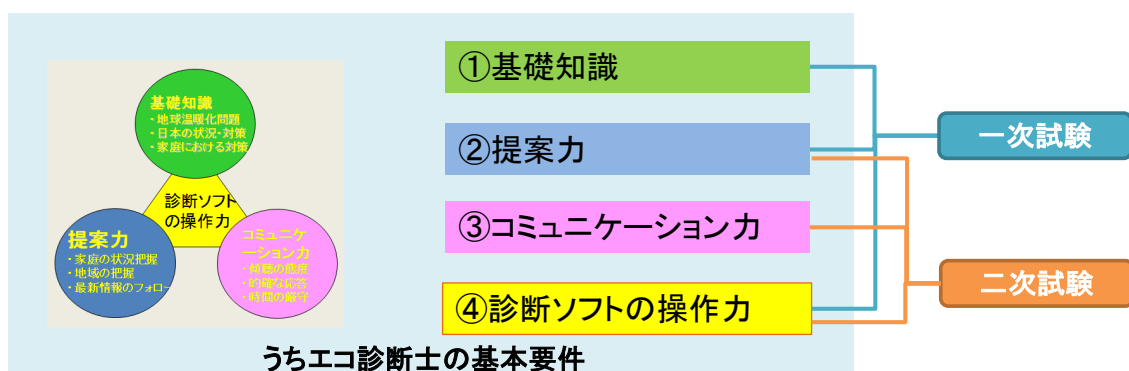 基礎知識
・地球温暖化問題
・日本の状況・対策
・家庭における対策
診断ソフト
の操作力
提案力
・家庭の状況把握
・地域の把握
・最新情報のフォロー
コミュニケ
ーション力
・傾聴の態度
・的確な応答
・時間の厳守
①基礎知識
②提案力
③コミュニケーション力
④診断ソフトの操作力
一次試験
二次試験
うちエコ診断士の基本要件